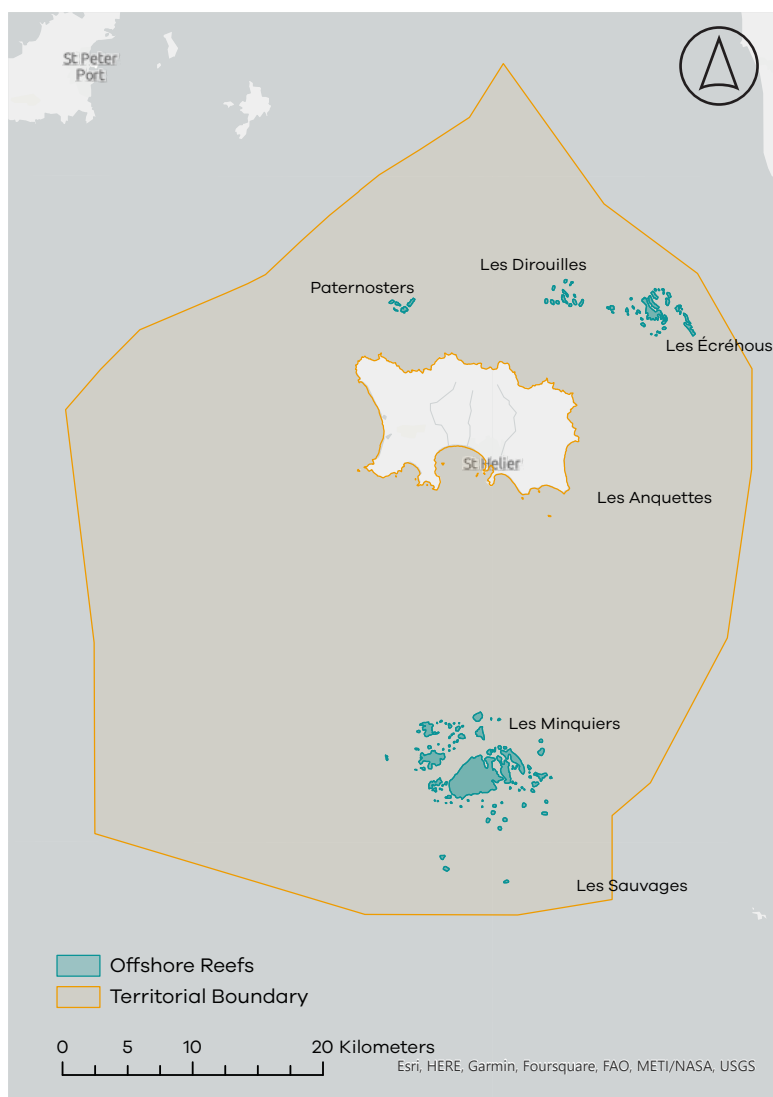 St Peter
Port
Les Dirouilles
Paternosters
Les Écréhous
St Helier
Les Anquettes
Les Minquiers
Les Sauvages
Offshore Reefs
Territorial Boundary
0 5 10 20 Kilometers
Esri, HERE, Garmin, Foursquare, FAO, METI/NASA, USGS